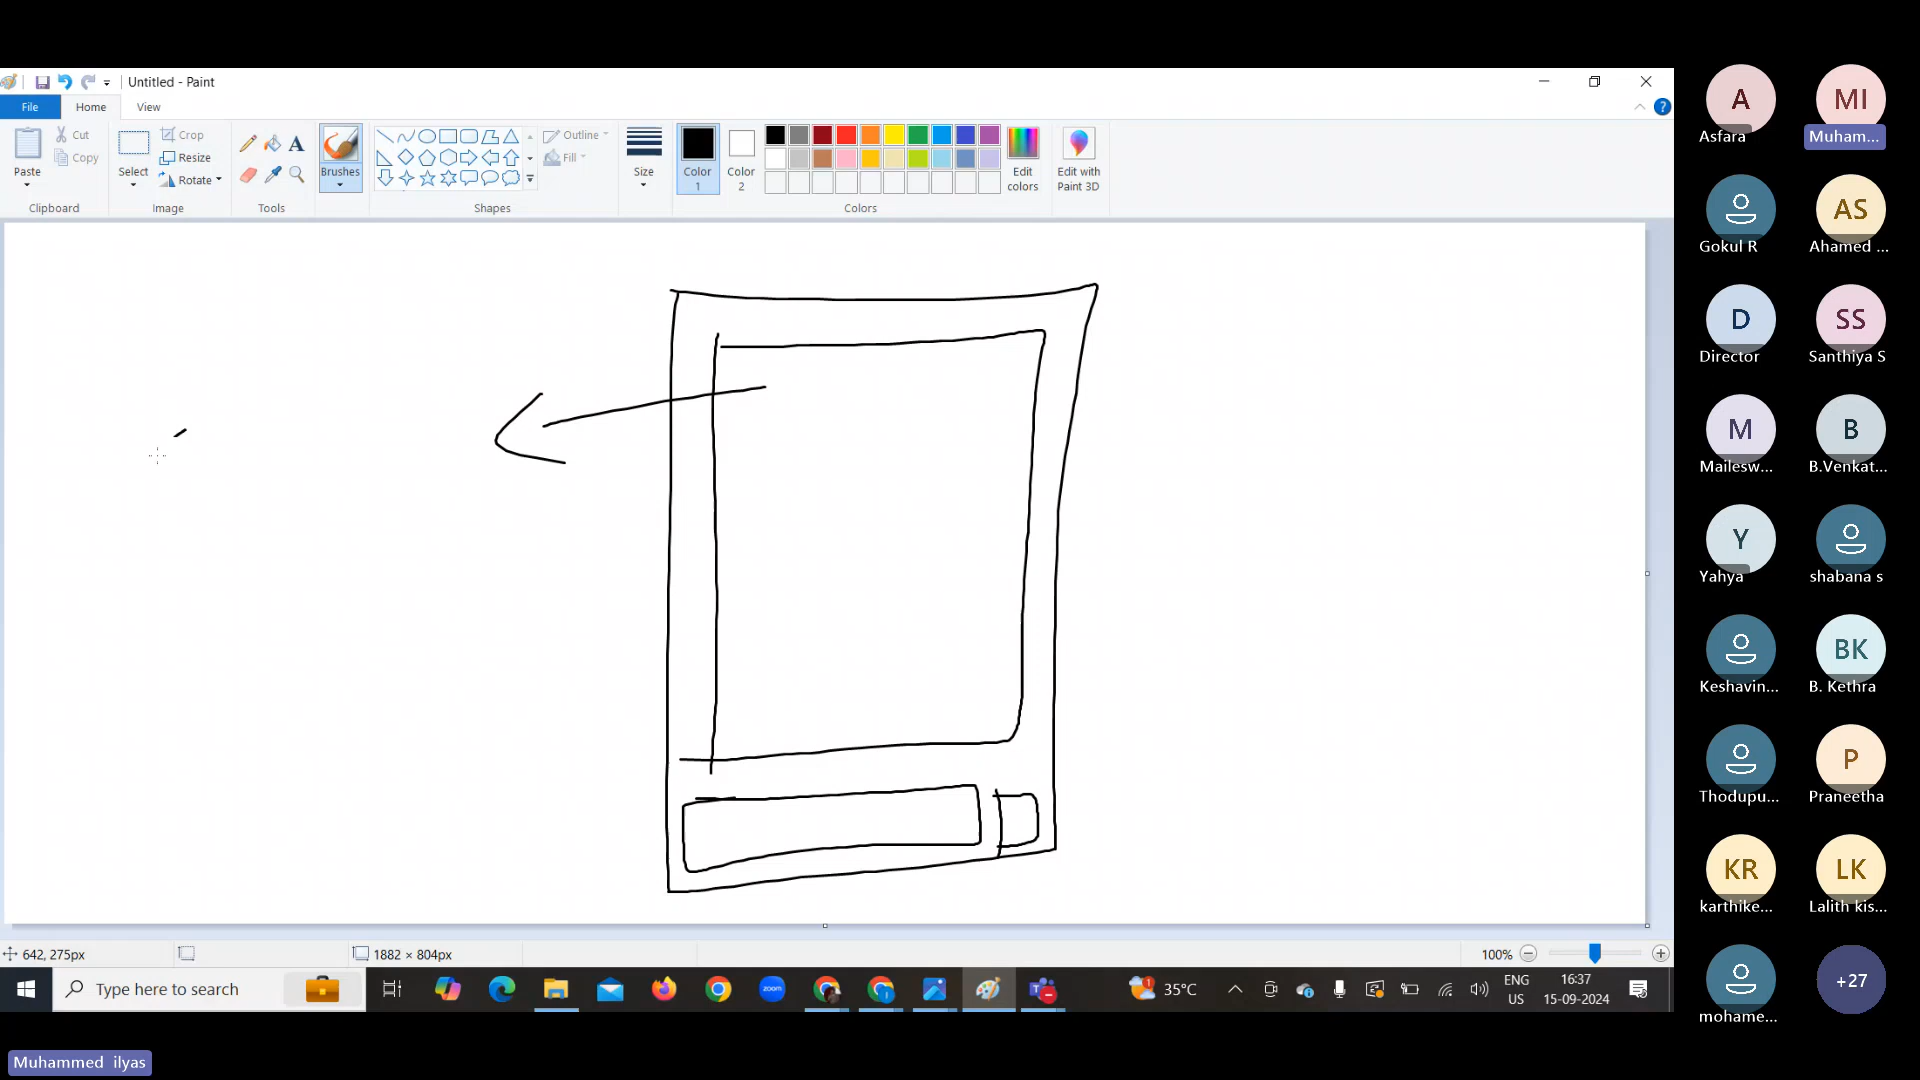 Untitled - Paint
File Home View
Paste
Cut
Copy
Clipboard
Select
Crop
Resize
Rotate
Image
A
Tools
Brushes
Shapes
Outline
Fill
Size
Color 1
Color 2
Edit colors
Edit with Paint 3D
Colors
642, 275px
1882 × 804px
100%
Type here to search
zoom
35°C
ENG
US
16:37
15-09-2024
A
Asfara
MI
Muham...
Gokul R
AS
Ahamed ...
D
Director
SS
Santhiya S
M
Mailesw...
B
B.Venkat...
Y
Yahya
shabana s
Keshavin...
BK
B. Kethra
Thodupu...
P
Praneetha
KR
karthike...
LK
Lalith kis...
mohame...
+27
Muhammed ilyas